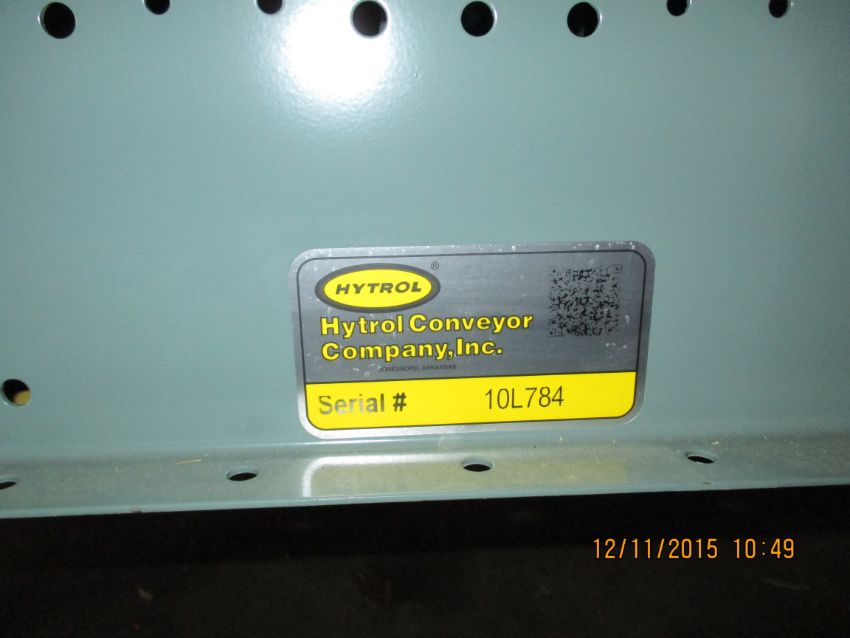 HYTROL
®
Hytrol Conveyor
Company,Inc.
JONESBORO, ARKANSAS
Serial # 10L784
12/11/2015 10:49